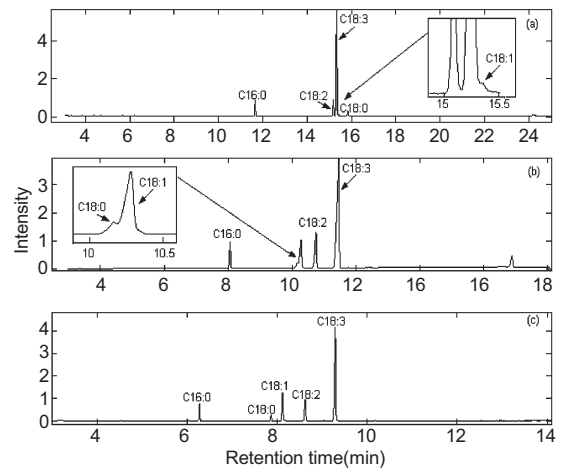 (a)
4
2
0
C18:3
C16:0
C18:2
C18:0
C18:1
15 15.5
4 6 8 10 12 14 16 18 20 22 24
(b)
3
2
1
0
C18:0
C18:1
10 10.5
C16:0
C18:2
C18:3
4 6 8 10 12 14 16 18
Intensity
(c)
4
3
2
1
0
C16:0
C18:0
C18:1
C18:2
C18:3
4 6 8 10 12 14
Retention time(min)